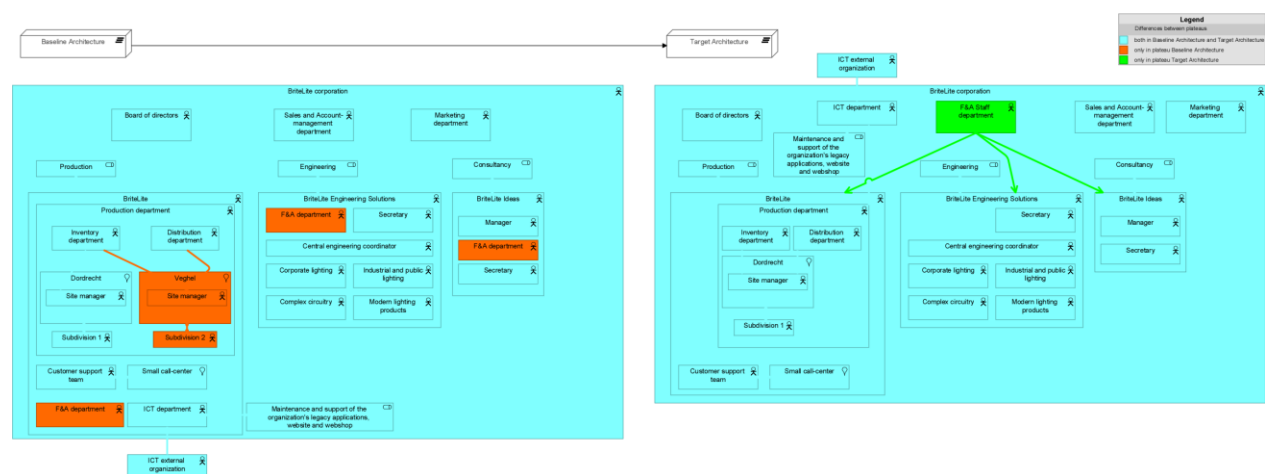 Legend
Differences between plateaus
both in Baseline Architecture and Target Architecture
only in plateau Baseline Architecture
only in plateau Target Architecture
Baseline Architecture
Target Architecture
BriteLite corporation
Board of directors
Sales and Account-
management
department
Marketing
department
Production
Engineering
Consultancy
BriteLite
Production department
Inventory
department
Distribution
department
Dordrecht
Site manager
Veghel
Site manager
Subdivision 1
Subdivision 2
Customer support
team
Small call-center
F&A department
ICT department
BriteLite Engineering Solutions
F&A department
Secretary
Central engineering coordinator
Corporate lighting
Industrial and public
lighting
Complex circuitry
Modern lighting
products
BriteLite Ideas
Manager
F&A department
Secretary
Maintenance and support of the
organization's legacy applications,
website and webshop
ICT external
organization
ICT external
organization
BriteLite corporation
Board of directors
ICT department
F&A Staff
department
Sales and Account-
management
department
Marketing
department
Maintenance and
support of the
organization's legacy
applications, website
and webshop
Production
Engineering
Consultancy
BriteLite
Production department
Inventory
department
Distribution
department
Dordrecht
Site manager
Subdivision 1
Customer support
team
Small call-center
BriteLite Engineering Solutions
Secretary
Central engineering coordinator
Corporate lighting
Industrial and public
lighting
Complex circuitry
Modern lighting
products
BriteLite Ideas
Manager
Secretary